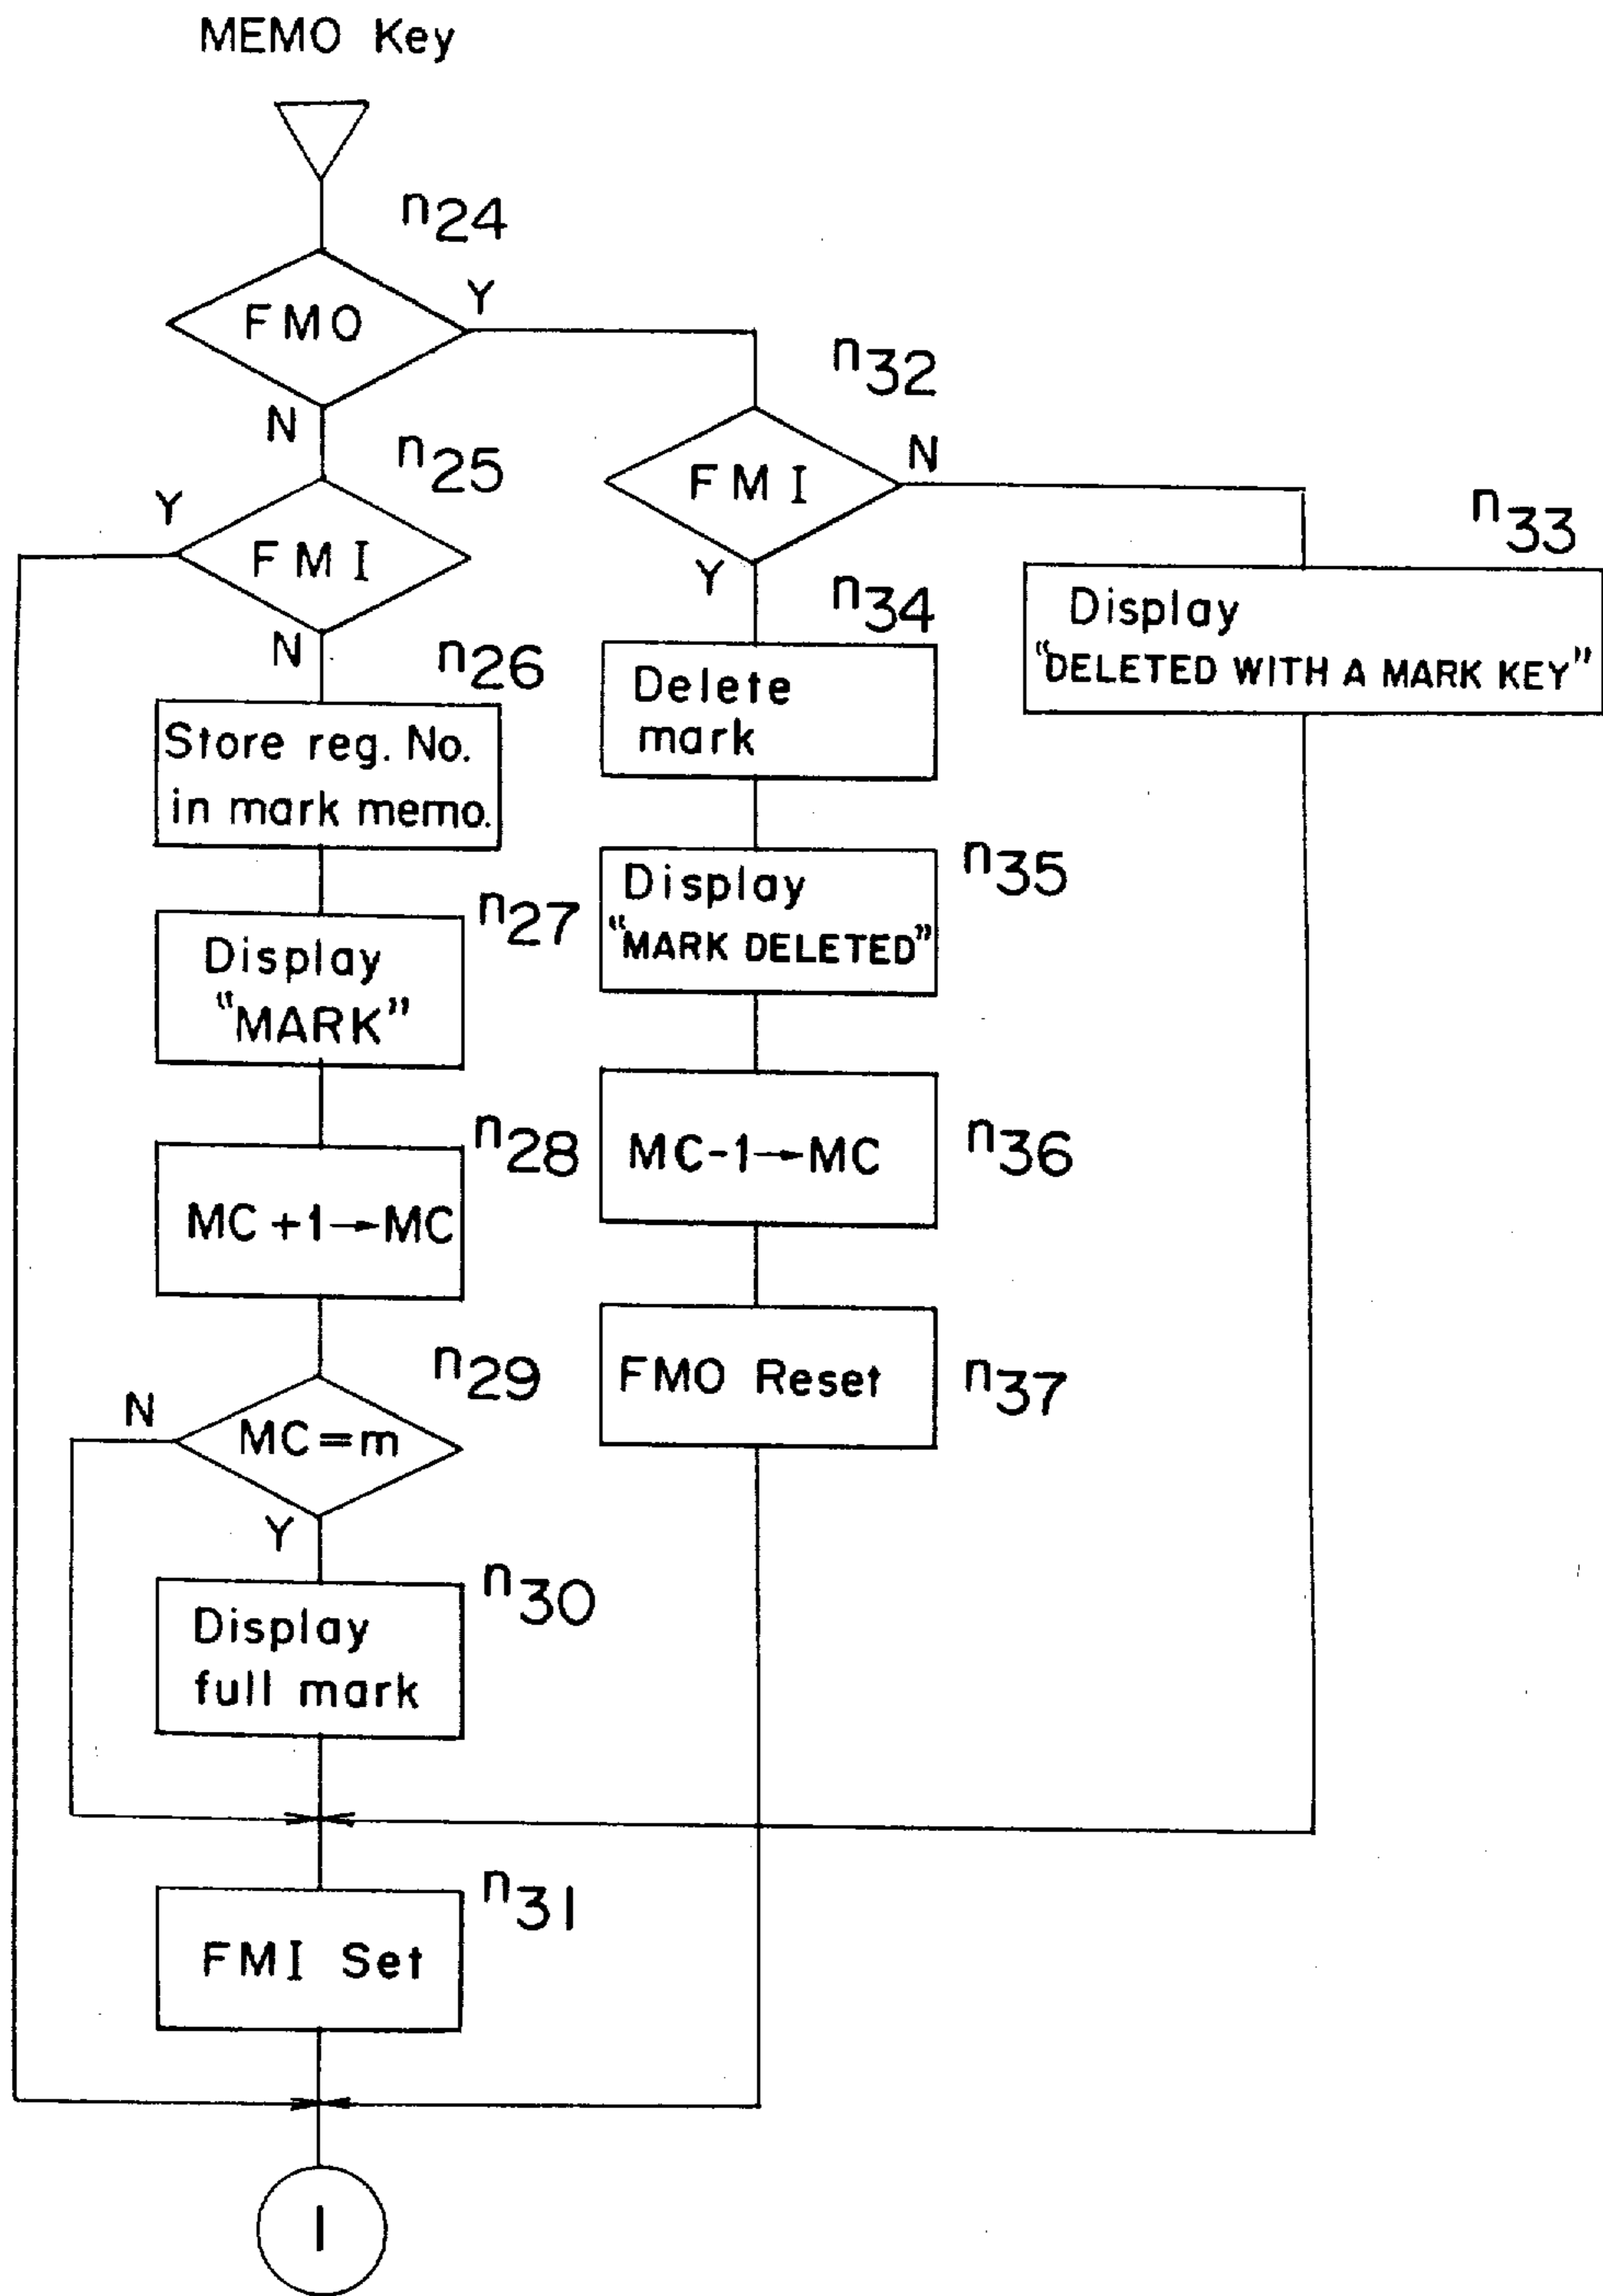 MEMO Key
n24
FMO
Y
N
n32
FMI
N
Y
n25
Y
FMI
N
n33
Display
"DELETED WITH A MARK KEY"
n34
Delete
mark
n26
Store reg. No.
in mark memo.
n35
Display
"MARK DELETED"
n27
Display
"MARK"
n36
MC-1→MC
n28
MC+1→MC
n37
FMO Reset
n29
N
MC=m
Y
n30
Display
full mark
n31
FMI Set
1